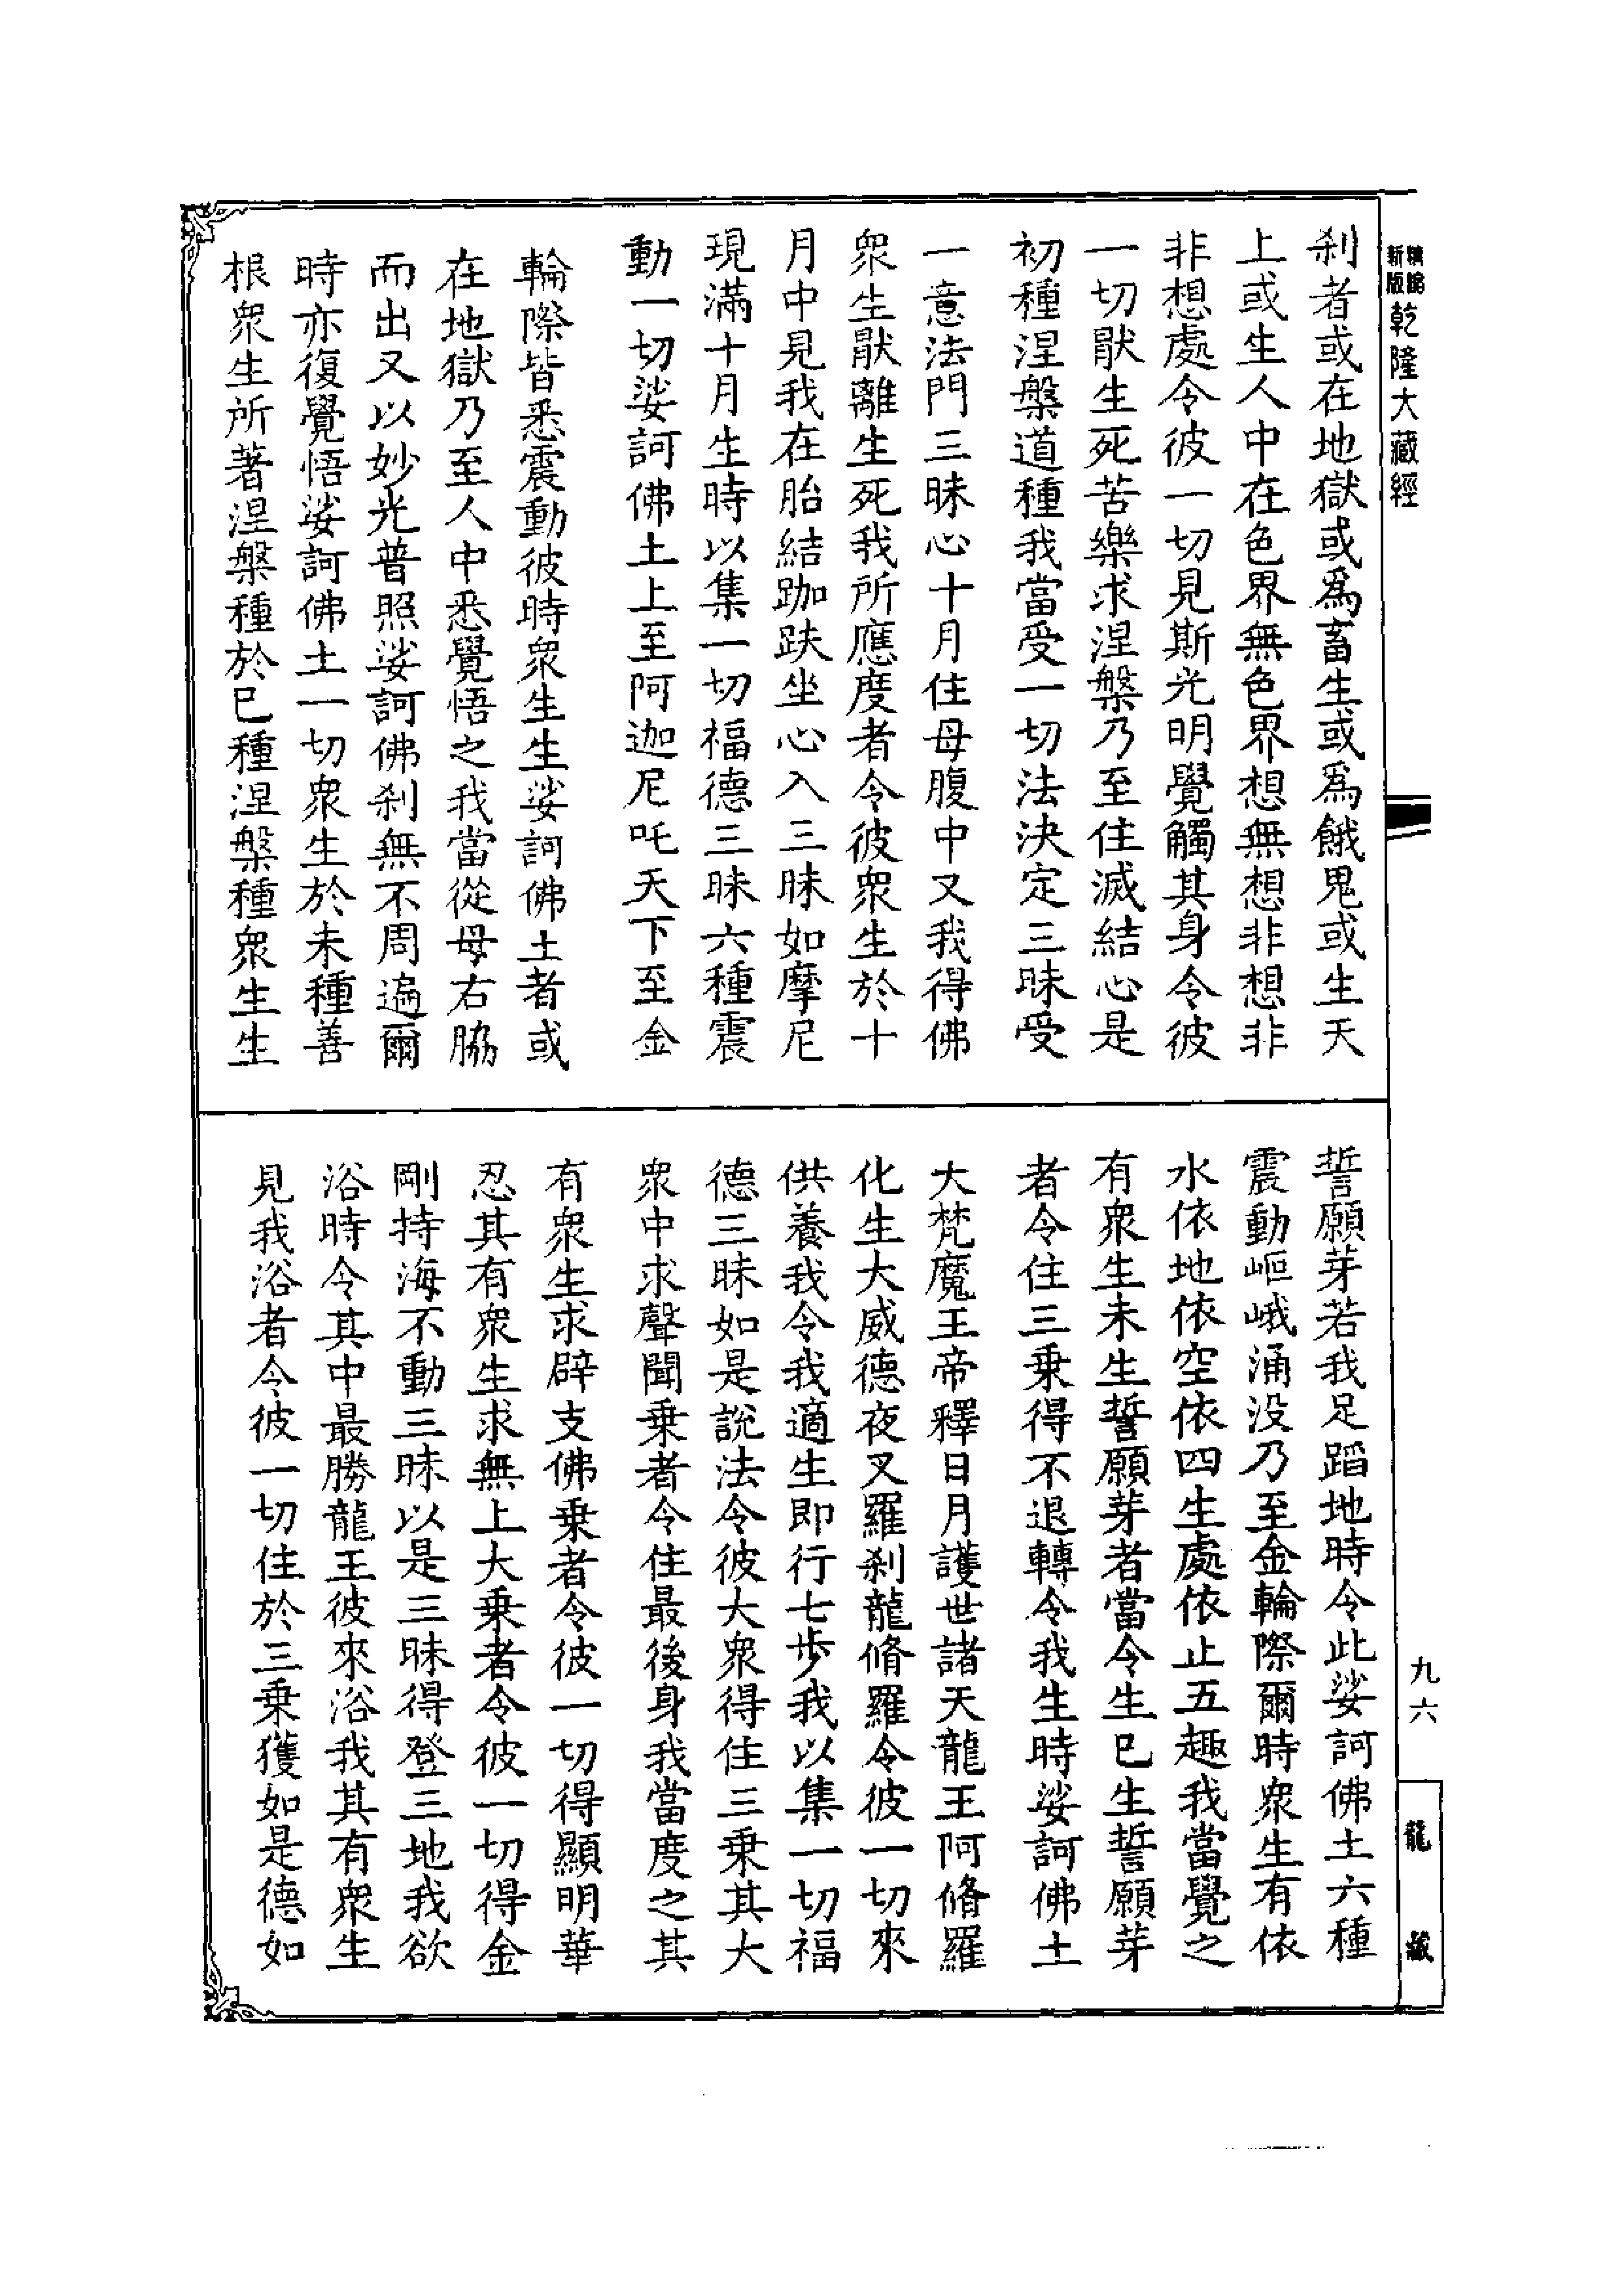 新版
乾隆大藏經
刹者或在地獄或爲畜生或爲餓鬼或生天
上或生人中在色界無色界想無想非想非
非想處令彼一切見斯光明覺觸其身令彼
一切猒生死苦樂求涅槃乃至住滅結心是
初種涅槃道種我當受一切法決定三昧受
一意法門三昧心十月住母腹中又我得佛
衆生猒離生死我所應度者令彼衆生於十
月中見我在胎結跏趺坐心入三昧如摩尼
現滿十月生時以集一切福德三昧六種震
動一切娑訶佛土上至阿迦尼吒天下至金
輪際皆悉震動彼時衆生生娑訶佛土者或
在地獄乃至人中悉覺悟之我當從母右脇
而出又以妙光普照娑訶佛刹無不周遍爾
時亦復覺悟娑訶佛土一切衆生於未種善
根衆生所著涅槃種於已種涅槃種衆生生
誓願芽若我足蹈地時令此娑訶佛土六種
震動岠峨涌没乃至金輪際爾時衆生有依
水依地依空依四生處依止五趣我當覺之
有衆生未生誓願芽者當令生已生誓願芽
者令住三乗得不退轉令我生時娑訶佛土
大梵魔王帝釋日月護世諸天龍王阿脩羅
化生大威德夜叉羅刹龍脩羅令彼一切來
供養我令我適生即行七步我以集一切福
德三昧如是說法令彼大衆得住三乗其大
衆中求聲聞乗者令住最後身我當度之其
有衆生求辟支佛乗者令彼一切得顯明華
忍其有衆生求無上大乗者令彼一切得金
剛持海不動三昧以是三昧得登三地我欲
浴時令其中最勝龍王彼來浴我其有衆生
見我浴者令彼一切住於三乗獲如是德如
九六
龍藏